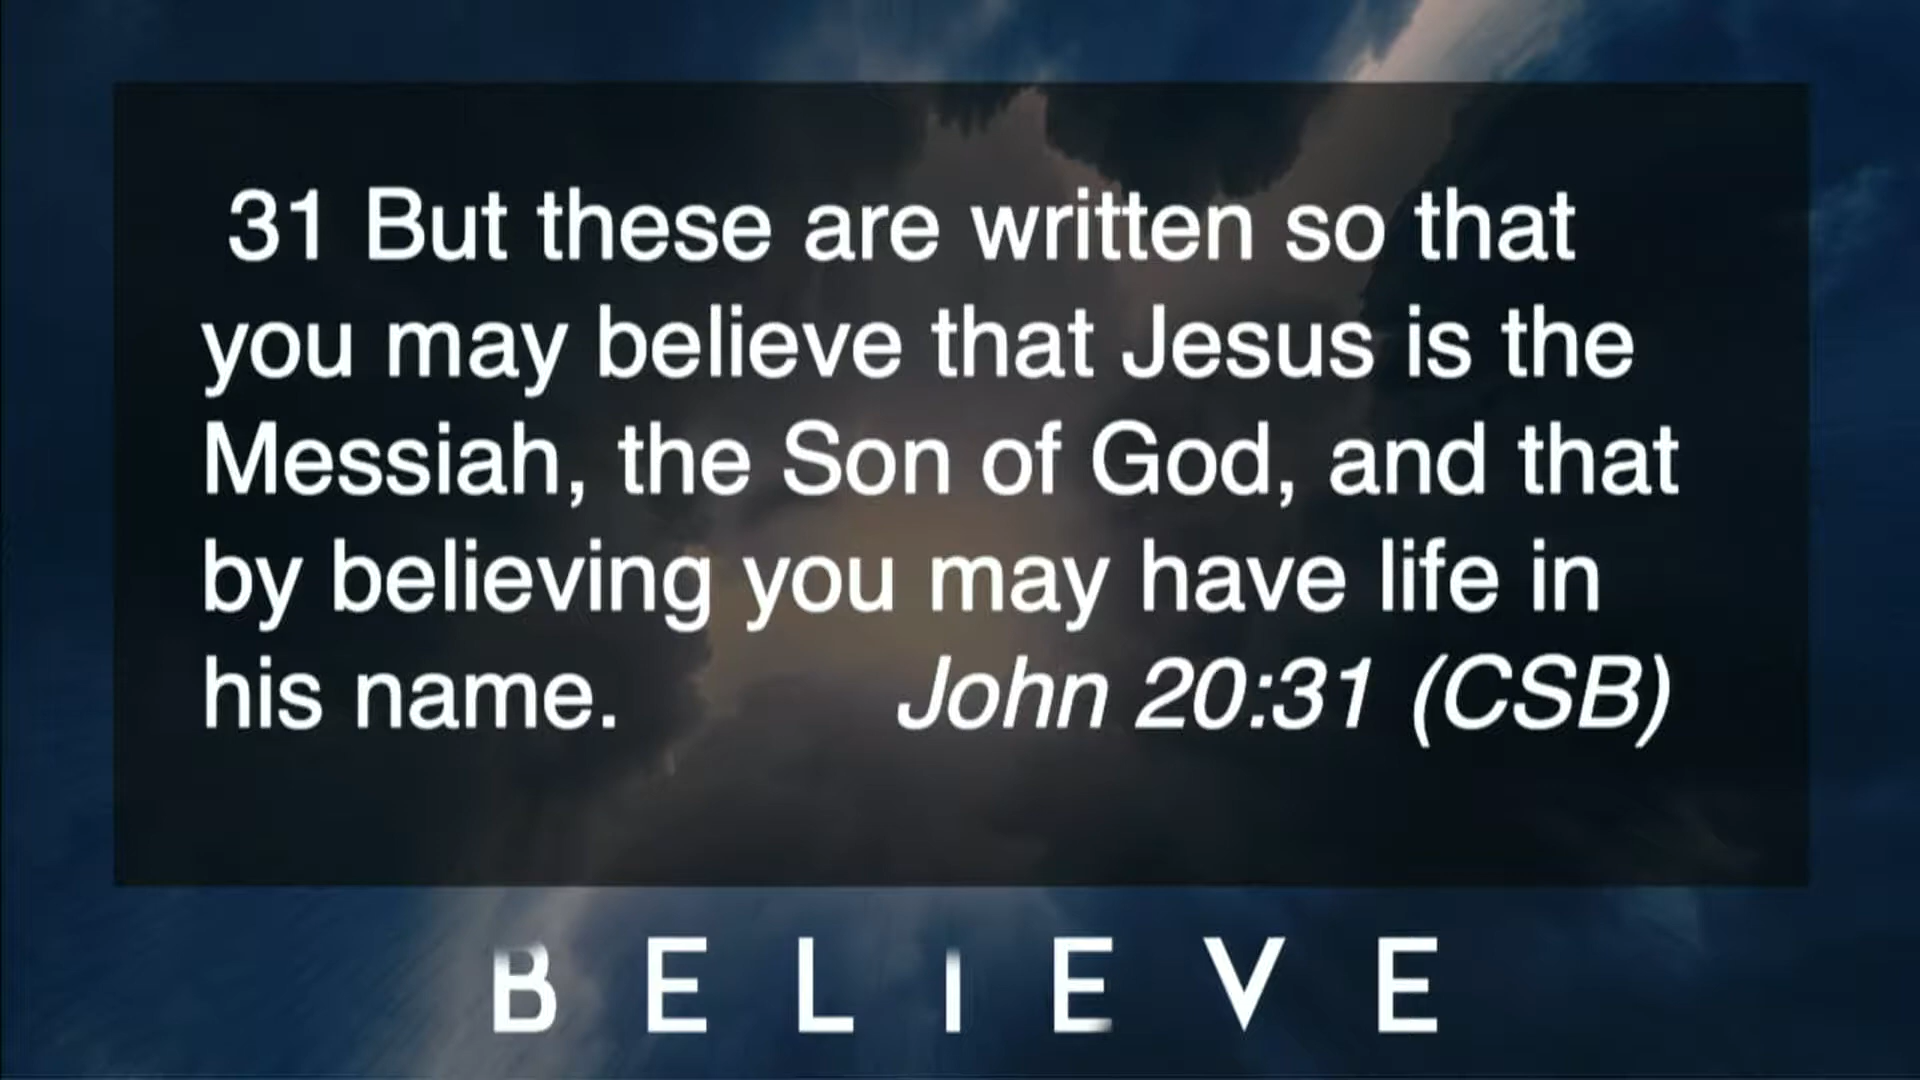 31 But these are written so that
you may believe that Jesus is the
Messiah, the Son of God, and that
by believing you may have life in
his name. John 20:31 (CSB)
BELIEVE